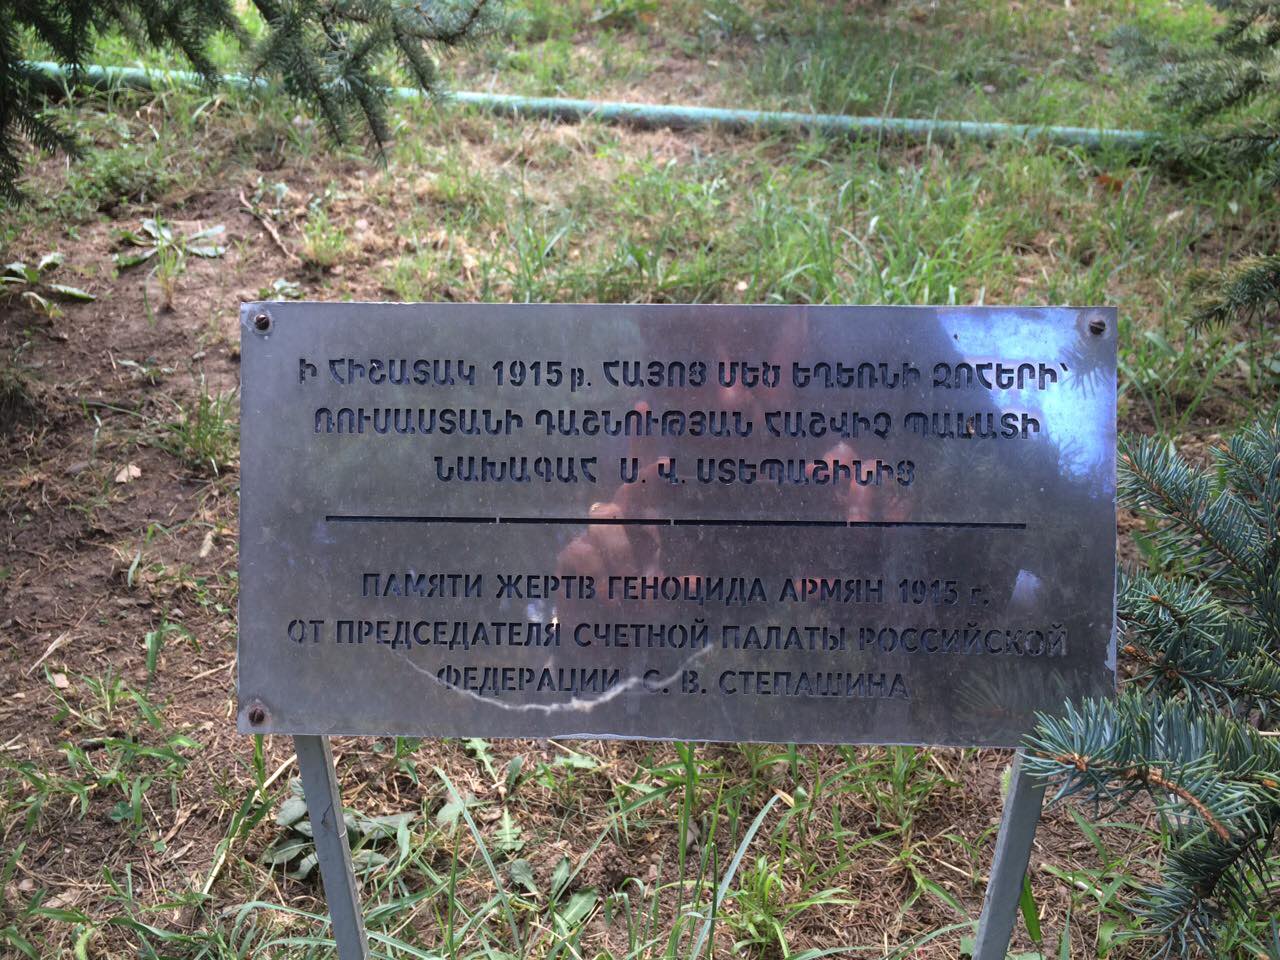 Ի ՀԻՇԱՏԱԿ 1915թ. ՀԱՅՈՑ ՄԵԾ ԵՂԵՌՆԻ ԶՈՀԵՐԻ՝
ՌՈՒՍԱՍՏԱՆԻ ԴԱՇՆՈՒԹՅԱՆ ՀԱՇՎԻՉ ՊԱԼԱՏԻ
ՆԱԽԱԳԱՀ Ս. Վ. ՍՏԵՊԱՇԻՆԻՑ
ПАМЯТИ ЖЕРТВ ГЕНОЦИДА АРМЯН 1915 г.
ОТ ПРЕДСЕДАТЕЛЯ СЧЕТНОЙ ПАЛАТЫ РОССИЙСКОЙ
ФЕДЕРАЦИИ С. В. СТЕПАШИНА